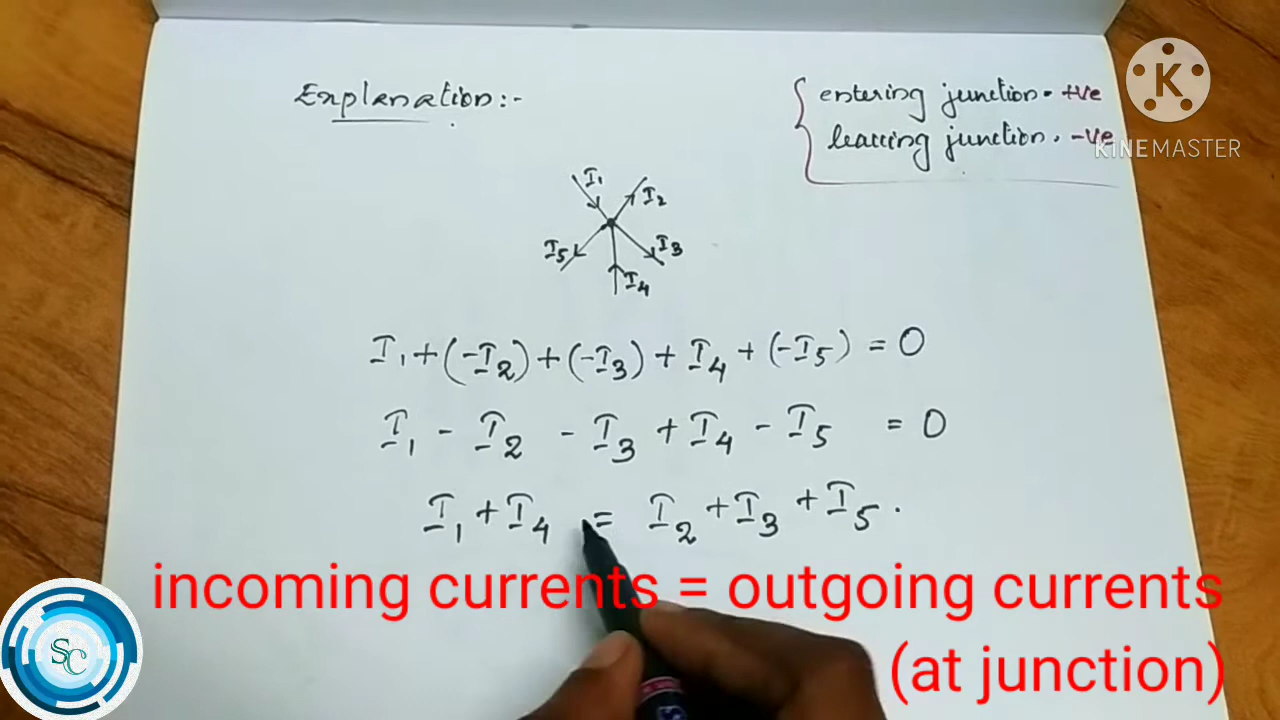 Explanation:-
entering junction - +ve
leaving junction - -ve
K
KINEMASTER
I₁
I₂
I₅
I₃
I₄
I₁ + (-I₂) + (-I₃) + I₄ + (-I₅) = 0
I₁ - I₂ - I₃ + I₄ - I₅ = 0
I₁ + I₄ = I₂ + I₃ + I₅.
incoming currents = outgoing currents
(at junction)
SC